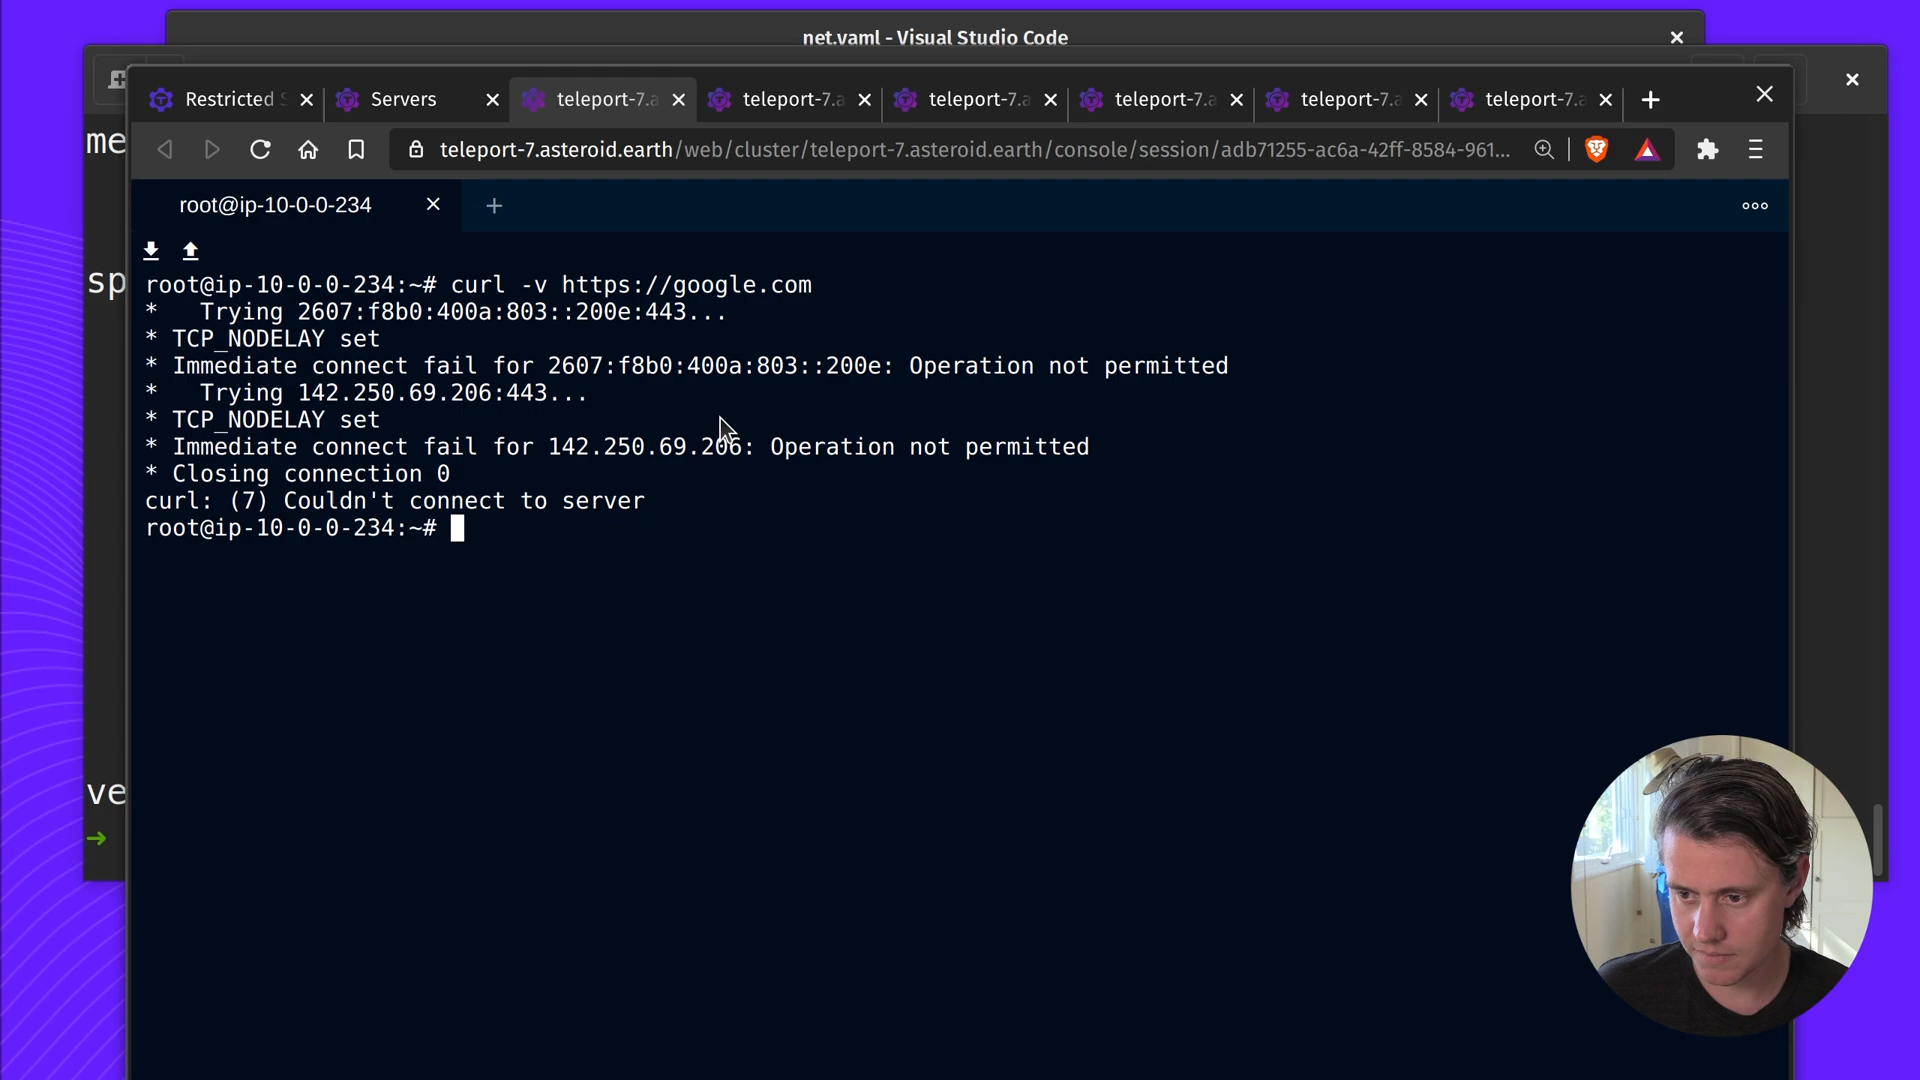 net.yaml - Visual Studio Code
Restricted S
Servers
teleport-7.a
teleport-7.a
teleport-7.a
teleport-7.a
teleport-7.a
teleport-7.a
teleport-7.asteroid.earth/web/cluster/teleport-7.asteroid.earth/console/session/adb71255-ac6a-42ff-8584-961...
me
sp
ve
root@ip-10-0-0-234
root@ip-10-0-0-234:~# curl -v https://google.com
*   Trying 2607:f8b0:400a:803::200e:443...
* TCP_NODELAY set
* Immediate connect fail for 2607:f8b0:400a:803::200e: Operation not permitted
*   Trying 142.250.69.206:443...
* TCP_NODELAY set
* Immediate connect fail for 142.250.69.206: Operation not permitted
* Closing connection 0
curl: (7) Couldn't connect to server
root@ip-10-0-0-234:~#